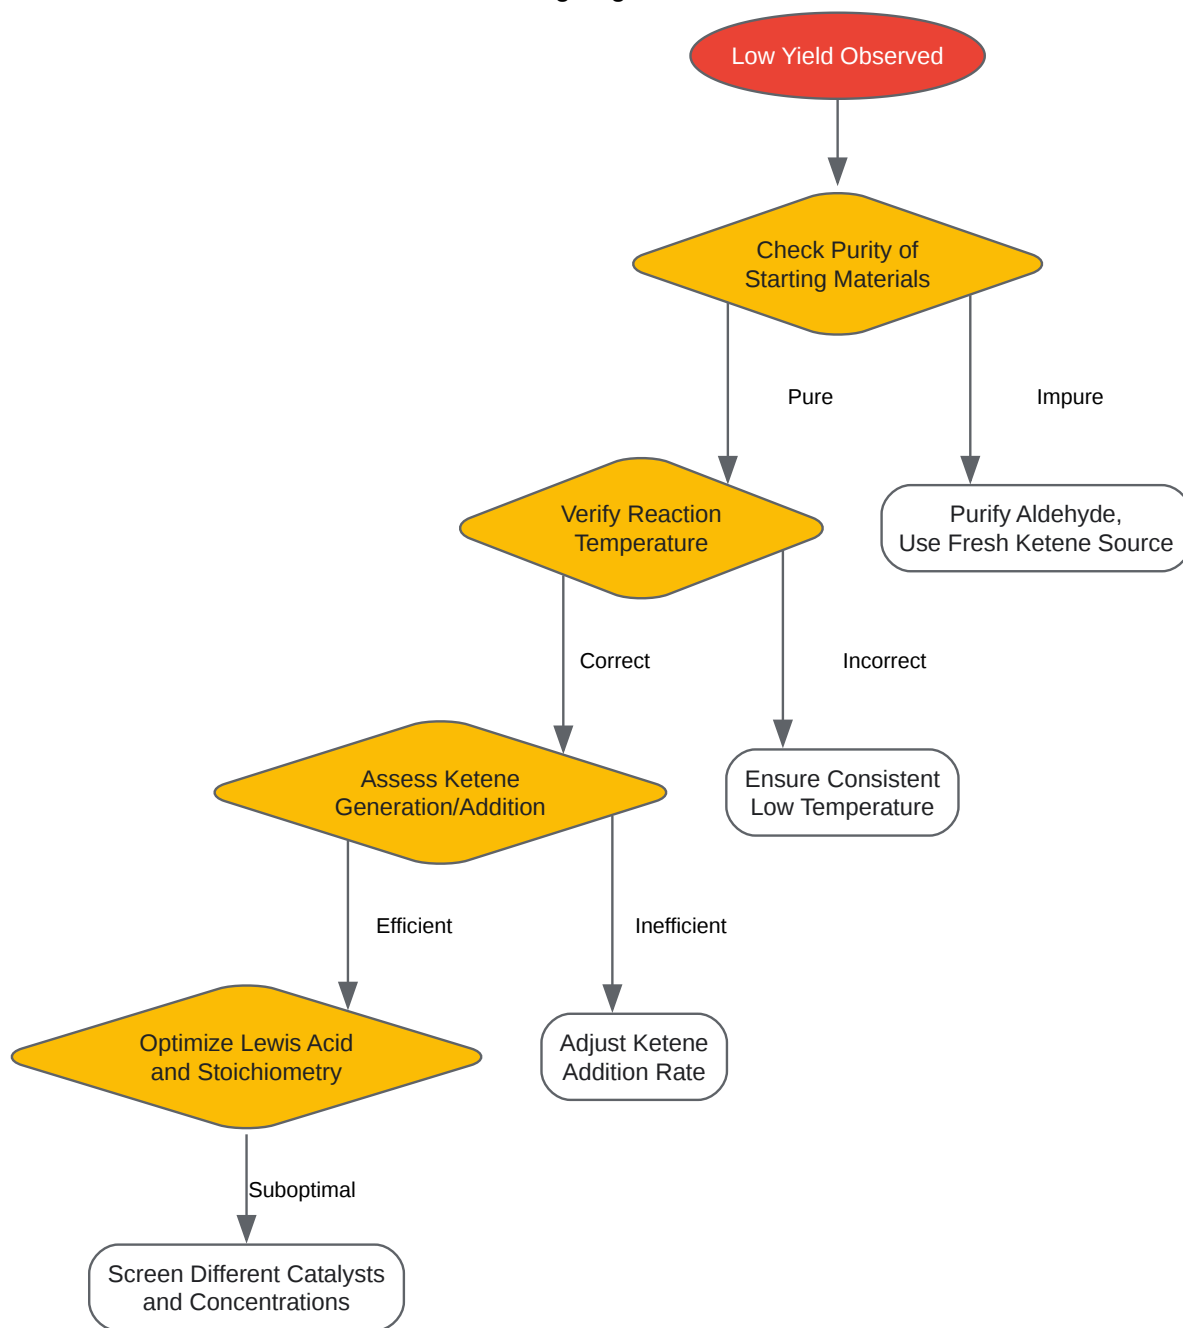 Low Yield Observed
Check Purity of
Starting Materials
Pure
Impure
Verify Reaction
Temperature
Purify Aldehyde,
Use Fresh Ketene Source
Correct
Incorrect
Assess Ketene
Generation/Addition
Ensure Consistent
Low Temperature
Efficient
Inefficient
Optimize Lewis Acid
and Stoichiometry
Adjust Ketene
Addition Rate
Suboptimal
Screen Different Catalysts
and Concentrations